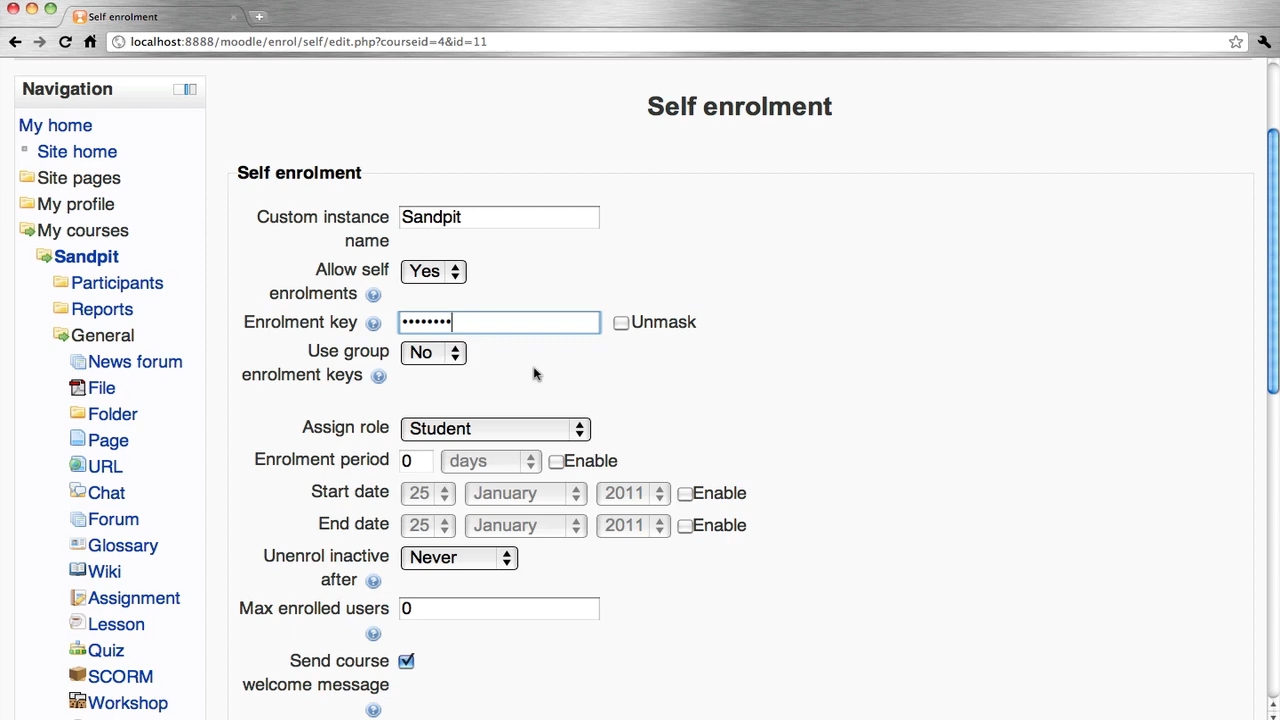 Self enrolment
localhost:8888/moodle/enrol/self/edit.php?courseid=4&id=11
Navigation
My home
Site home
Site pages
My profile
My courses
Sandpit
Participants
Reports
General
News forum
File
Folder
Page
URL
Chat
Forum
Glossary
Wiki
Assignment
Lesson
Quiz
SCORM
Workshop
Self enrolment
Self enrolment
Custom instance
name
Sandpit
Allow self
enrolments
Yes
Enrolment key
••••••••
Unmask
Use group
enrolment keys
No
Assign role
Student
Enrolment period
0
days
Enable
Start date
25
January
2011
Enable
End date
25
January
2011
Enable
Unenrol inactive
after
Never
Max enrolled users
0
Send course
welcome message